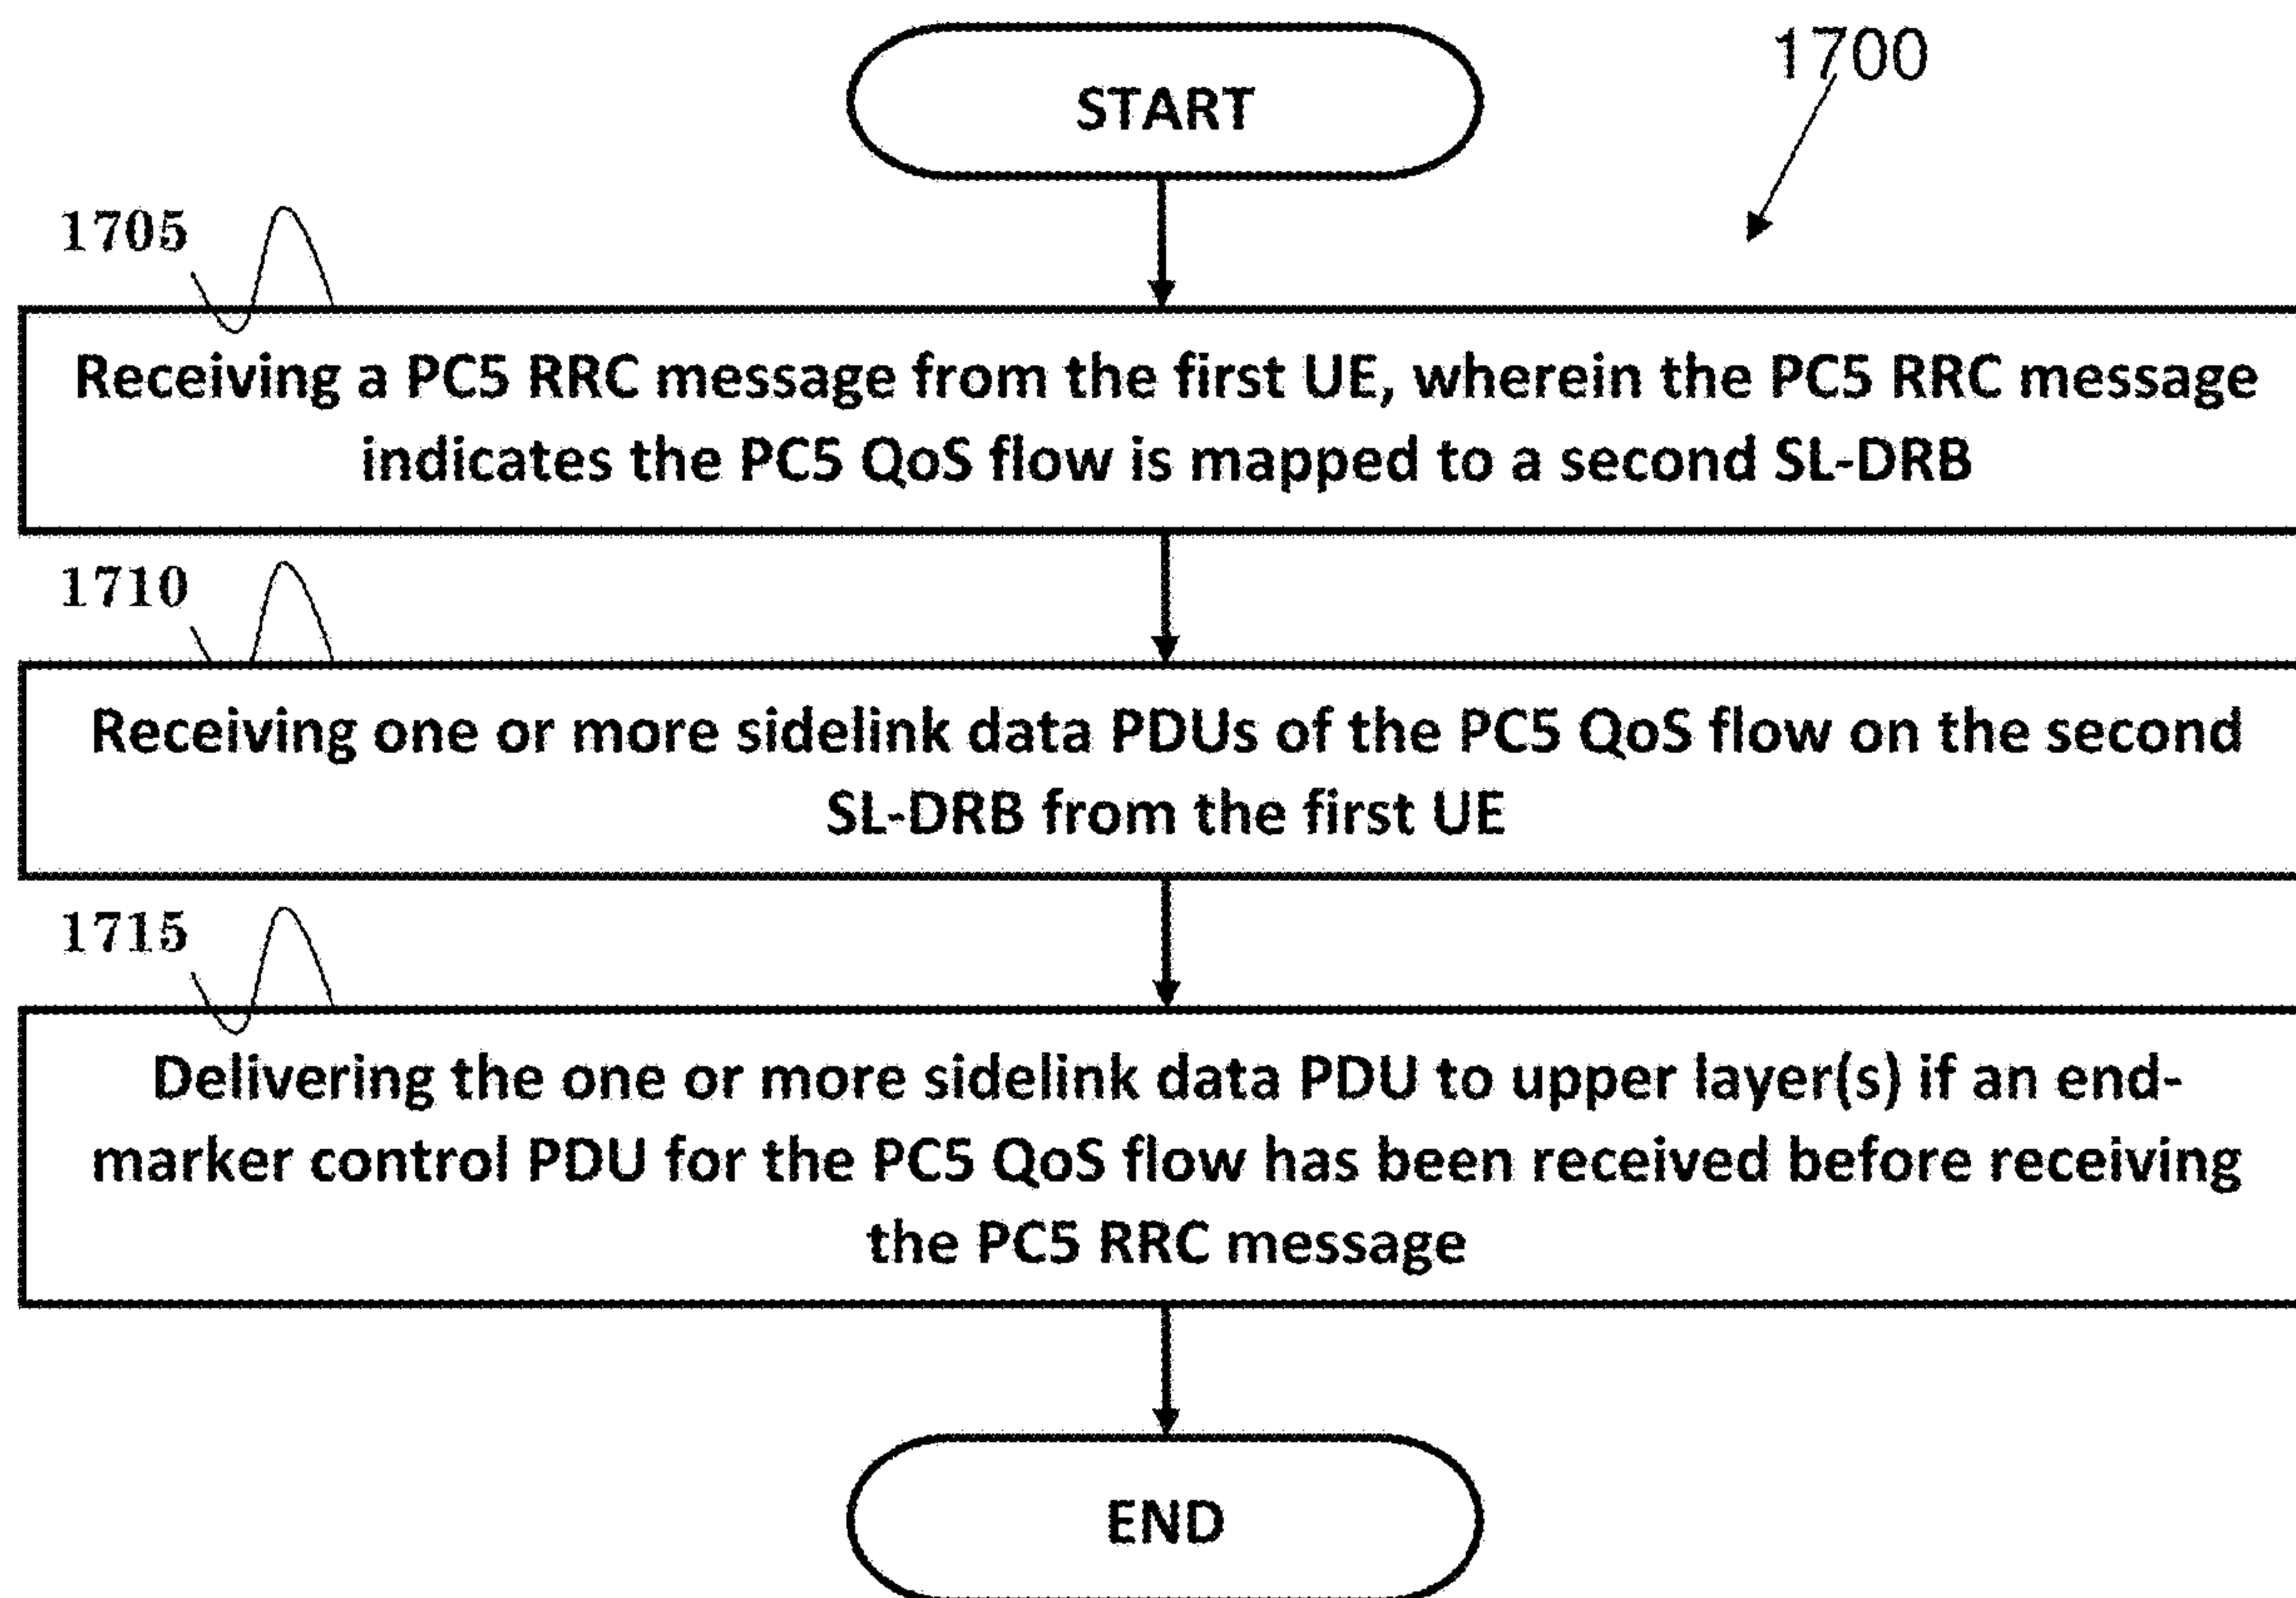 START
1700
1705
Receiving a PC5 RRC message from the first UE, wherein the PC5 RRC message
indicates the PC5 QoS flow is mapped to a second SL-DRB
1710
Receiving one or more sidelink data PDUs of the PC5 QoS flow on the second
SL-DRB from the first UE
1715
Delivering the one or more sidelink data PDU to upper layer(s) if an end-
marker control PDU for the PC5 QoS flow has been received before receiving
the PC5 RRC message
END